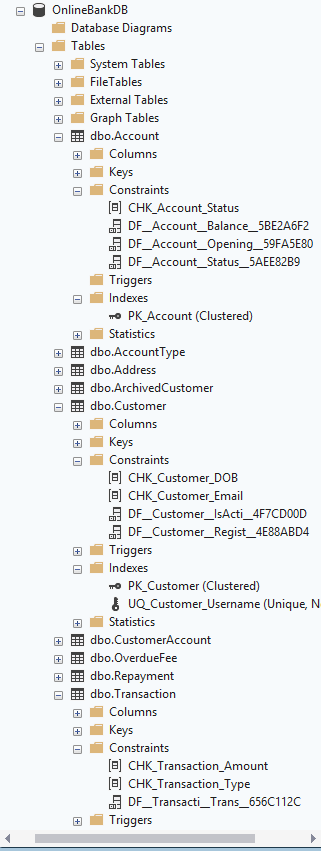 OnlineBankDB
Database Diagrams
Tables
System Tables
FileTables
External Tables
Graph Tables
dbo.Account
Columns
Keys
Constraints
CHK_Account_Status
DF__Account__Balance__5BE2A6F2
DF__Account__Opening__59FA5E80
DF__Account__Status__5AEE82B9
Triggers
Indexes
PK_Account (Clustered)
Statistics
dbo.AccountType
dbo.Address
dbo.ArchivedCustomer
dbo.Customer
Columns
Keys
Constraints
CHK_Customer_DOB
CHK_Customer_Email
DF__Customer__IsActi__4F7CD00D
DF__Customer__Regist__4E88ABD4
Triggers
Indexes
PK_Customer (Clustered)
UQ_Customer_Username (Unique, N
Statistics
dbo.CustomerAccount
dbo.OverdueFee
dbo.Repayment
dbo.Transaction
Columns
Keys
Constraints
CHK_Transaction_Amount
CHK_Transaction_Type
DF__Transacti__Trans__656C112C
Triggers